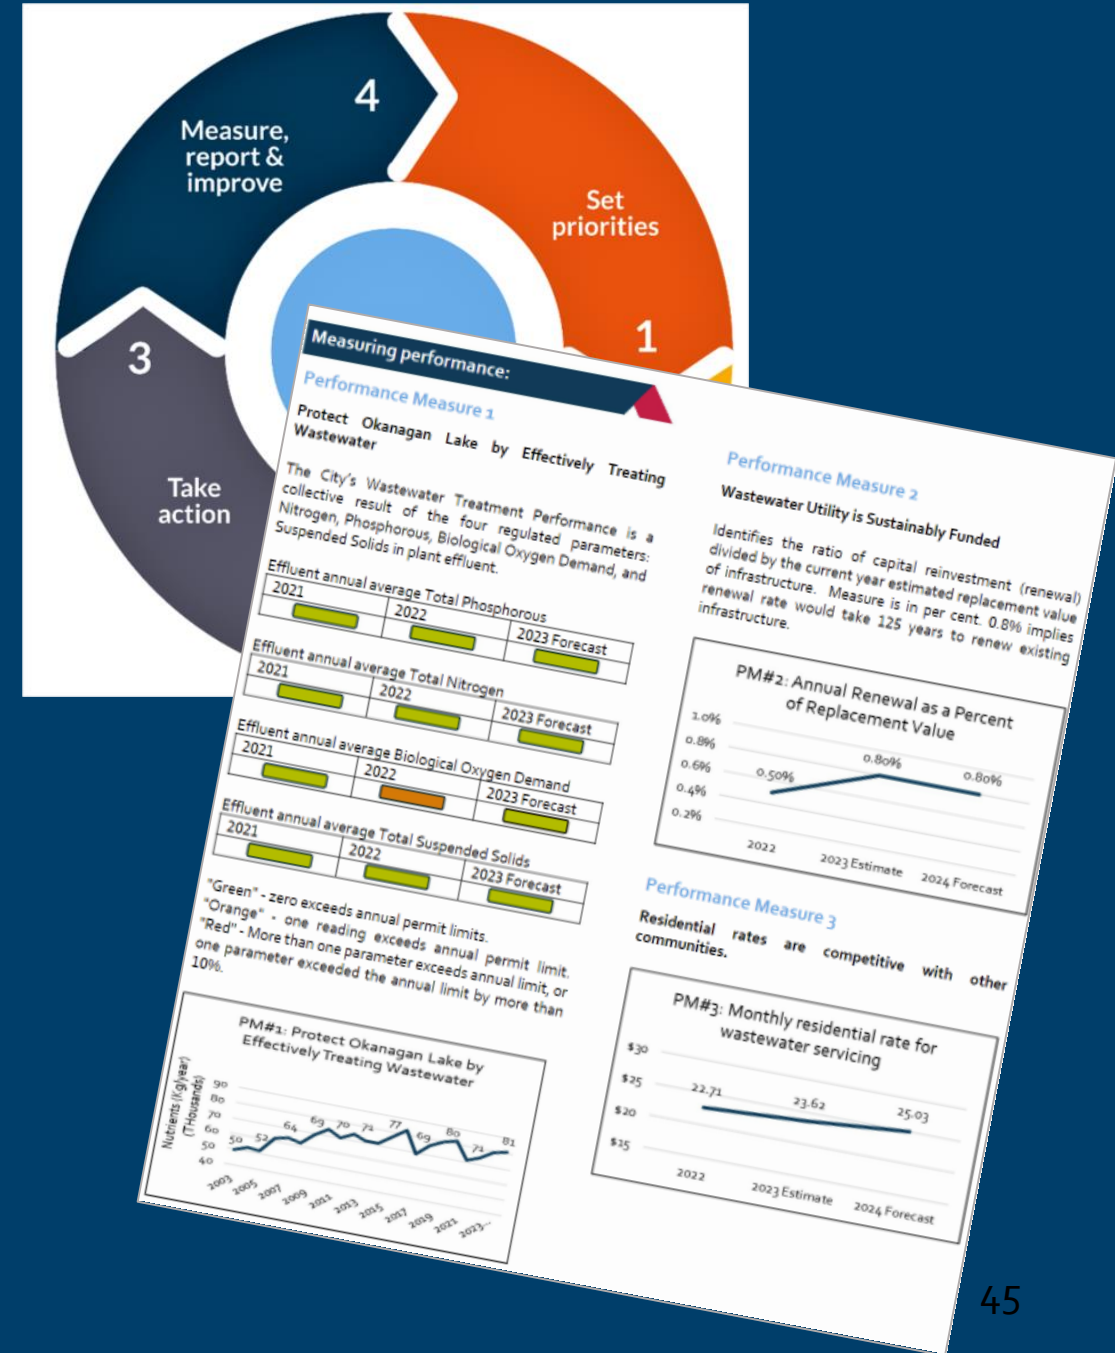 4
Measure,
report &
improve
Set
priorities
1
3
Take
action
Measuring performance:
Performance Measure 1
Protect Okanagan Lake by Effectively Treating
Wastewater
The City's Wastewater Treatment Performance is a
collective result of the four regulated parameters:
Nitrogen, Phosphorous, Biological Oxygen Demand, and
Suspended Solids in plant effluent.
Effluent annual average Total Phosphorous
2021 2022 2023 Forecast
Effluent annual average Total Nitrogen
2021 2022 2023 Forecast
Effluent annual average Biological Oxygen Demand
2021 2022 2023 Forecast
Effluent annual average Total Suspended Solids
2021 2022 2023 Forecast
"Green" - zero exceeds annual permit limits.
"Orange" - one reading exceeds annual permit limit.
"Red" - More than one parameter exceeds annual limit, or
one parameter exceeded the annual limit by more than
10%.
PM#1: Protect Okanagan Lake by
Effectively Treating Wastewater
Nutrients (Kg/year)
(THousands)
90
80
70
60
50
40
50 52 64 69 70 71 77 69 80 71 81
2003 2005 2007 2009 2011 2013 2015 2017 2019 2021 2023...
Performance Measure 2
Wastewater Utility is Sustainably Funded
Identifies the ratio of capital reinvestment (renewal)
divided by the current year estimated replacement value
of infrastructure. Measure is in per cent. 0.8% implies
renewal rate would take 125 years to renew existing
infrastructure.
PM#2: Annual Renewal as a Percent
of Replacement Value
1.0%
0.8%
0.6%
0.4%
0.2%
0.50% 0.80% 0.80%
2022 2023 Estimate 2024 Forecast
Performance Measure 3
Residential rates are competitive with other
communities.
PM#3: Monthly residential rate for
wastewater servicing
$30
$25
$20
$15
22.71 23.62 25.03
2022 2023 Estimate 2024 Forecast
45